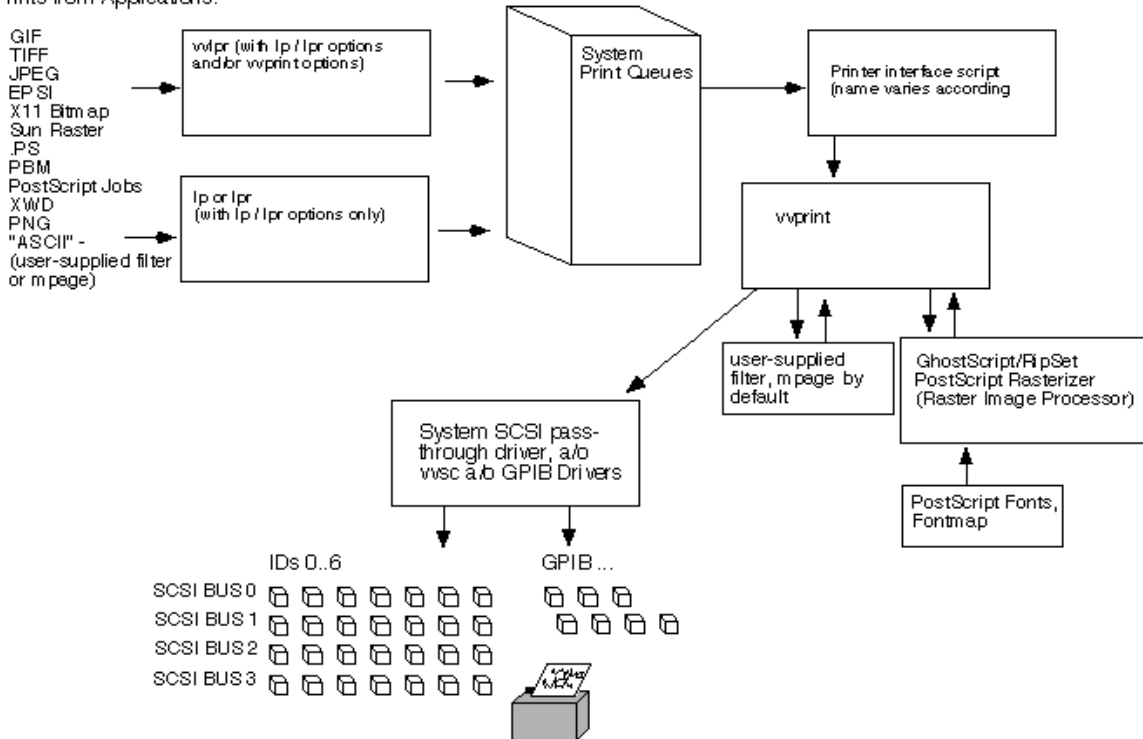 rints from Applications:
GIF
TIFF
JPEG
EPSI
X11 Bitmap
Sun Raster
.PS
PBM
PostScript Jobs
XWD
PNG
"ASCII" -
(user-supplied filter
or mpage)
vvlpr (with lp / lpr options
and/or vvprint options)
lp or lpr
(with lp / lpr options only)
System
Print Queues
Printer interface script
(name varies according
vvprint
user-supplied
filter, mpage by
default
GhostScript/RipSet
PostScript Rasterizer
(Raster Image Processor)
PostScript Fonts,
Fontmap
System SCSI pass-
through driver, a/o
vvsc a/o GPIB Drivers
IDs 0..6
GPIB ...
SCSI BUS 0
SCSI BUS 1
SCSI BUS 2
SCSI BUS 3